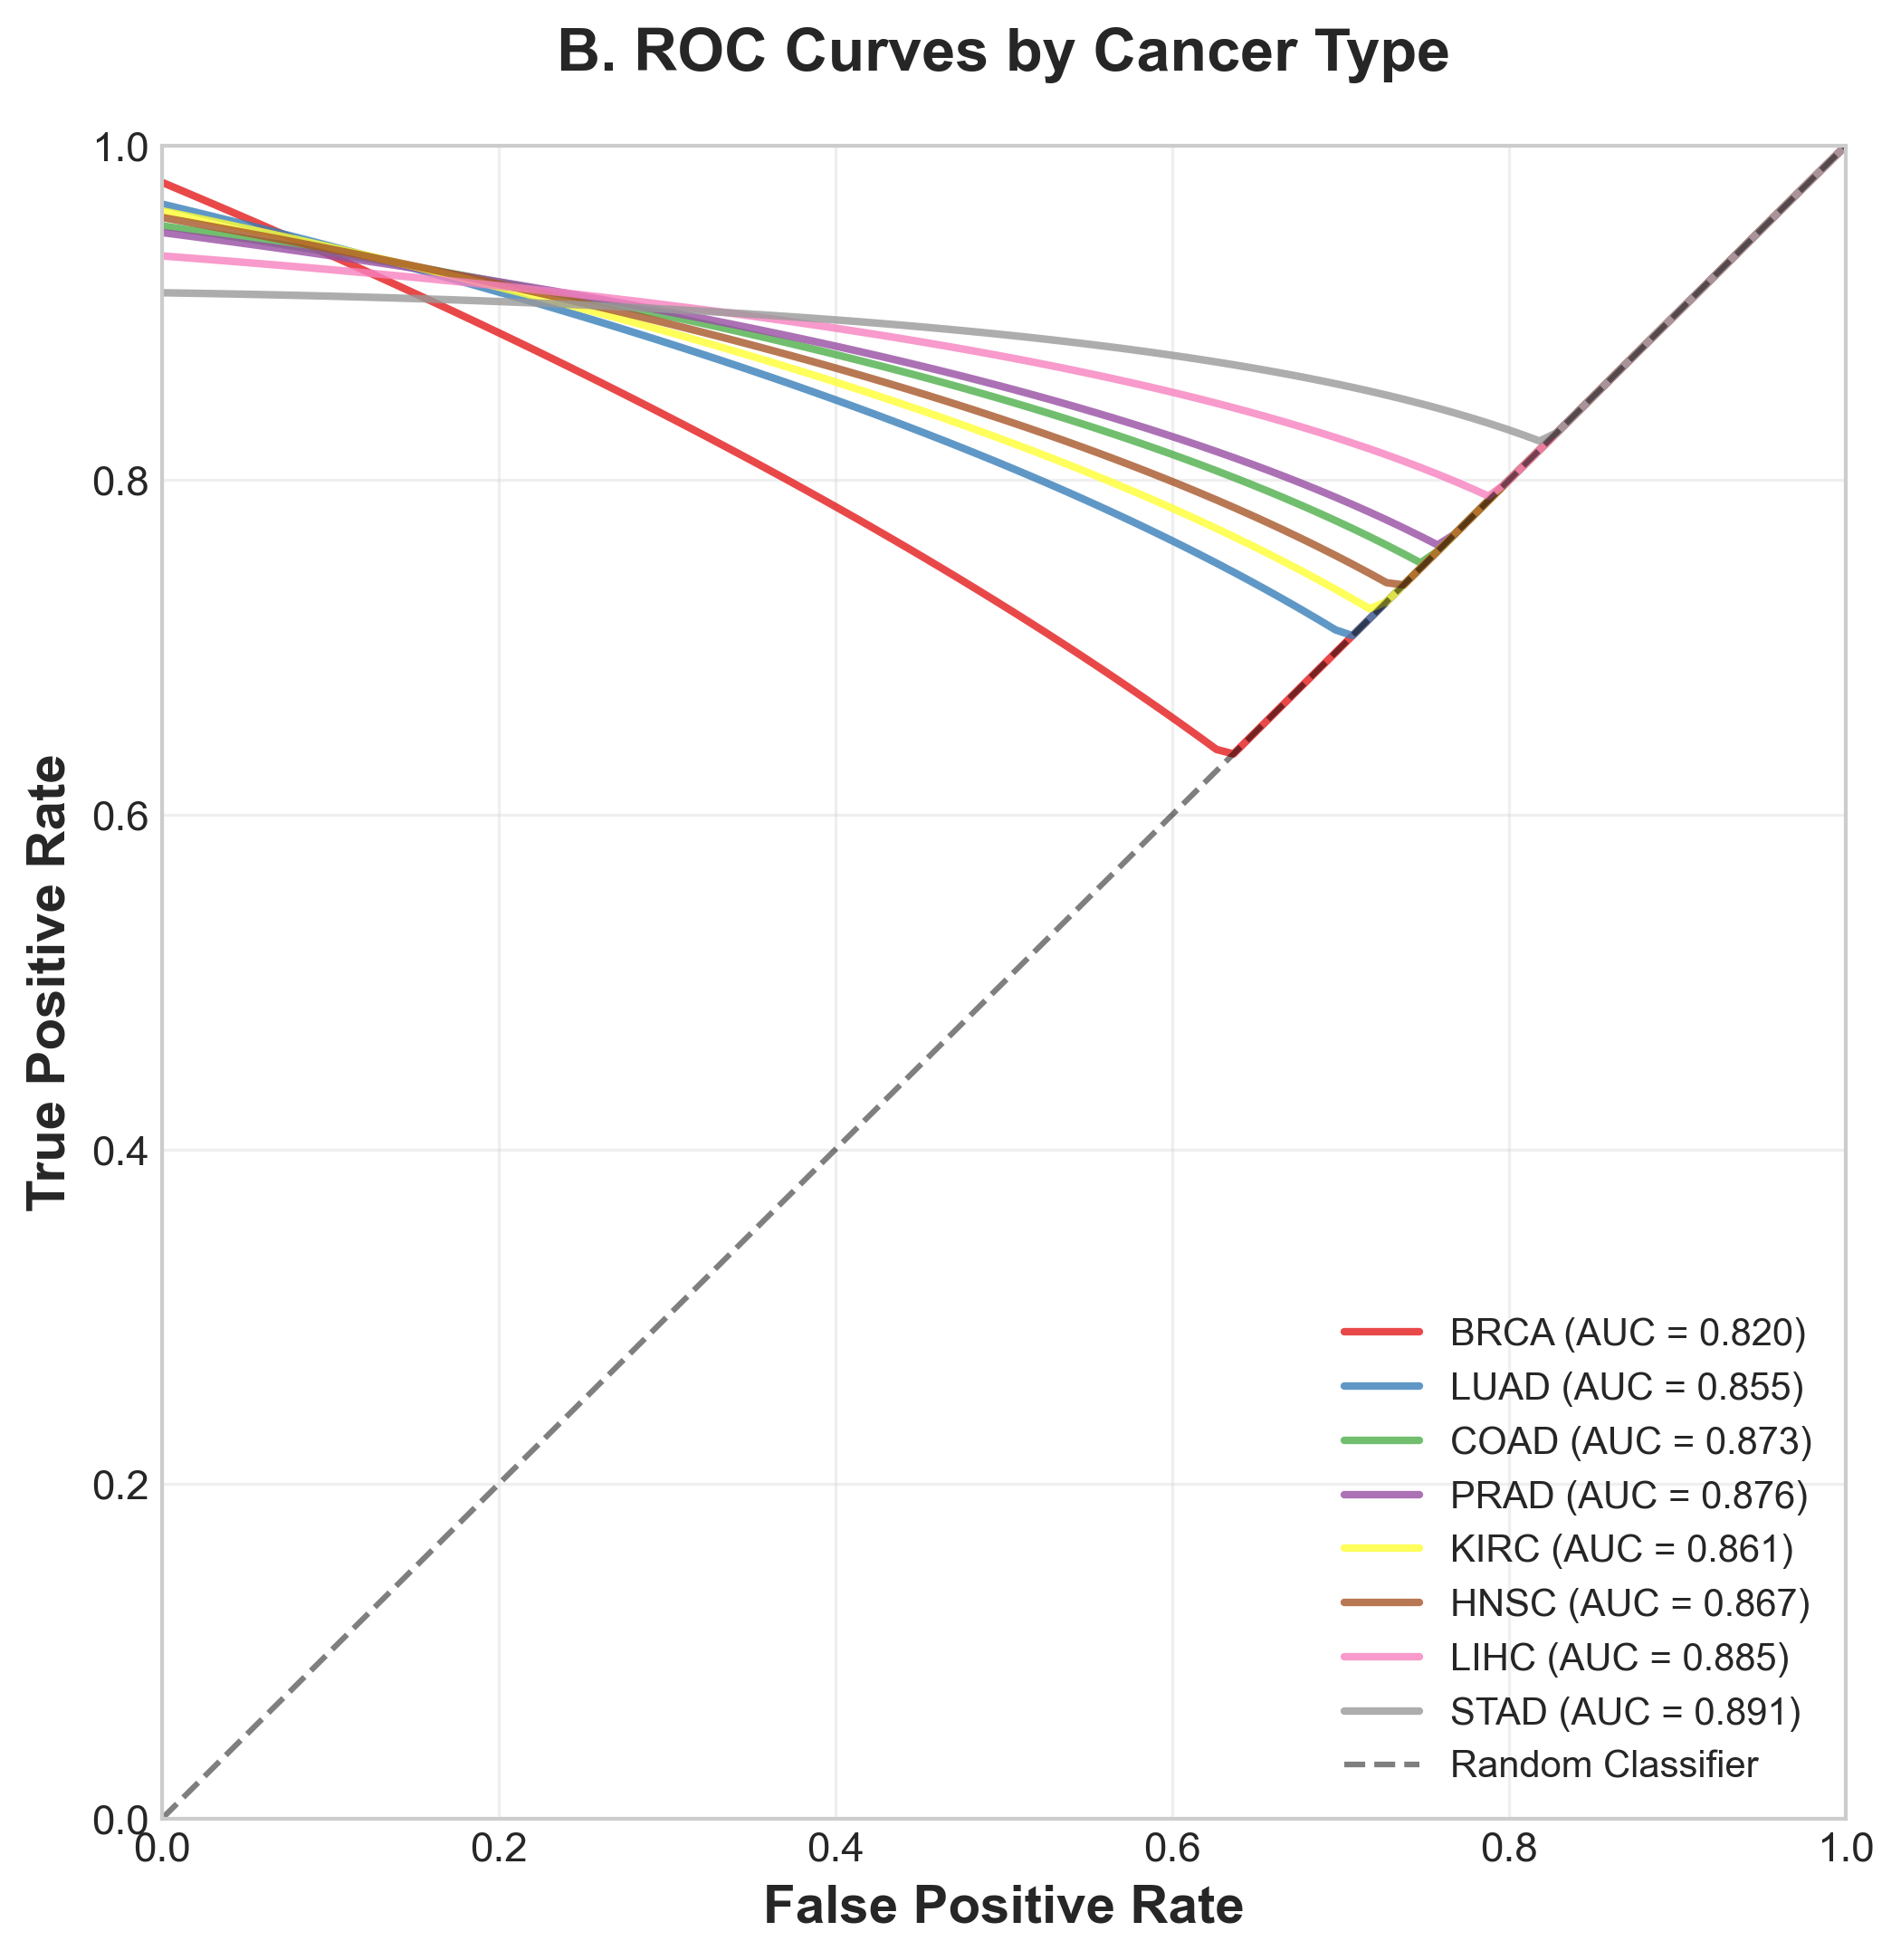 B. ROC Curves by Cancer Type
True Positive Rate
1.0
0.8
0.6
0.4
0.2
0.0
0.0 0.2 0.4 0.6 0.8 1.0
False Positive Rate
BRCA (AUC = 0.820)
LUAD (AUC = 0.855)
COAD (AUC = 0.873)
PRAD (AUC = 0.876)
KIRC (AUC = 0.861)
HNSC (AUC = 0.867)
LIHC (AUC = 0.885)
STAD (AUC = 0.891)
Random Classifier